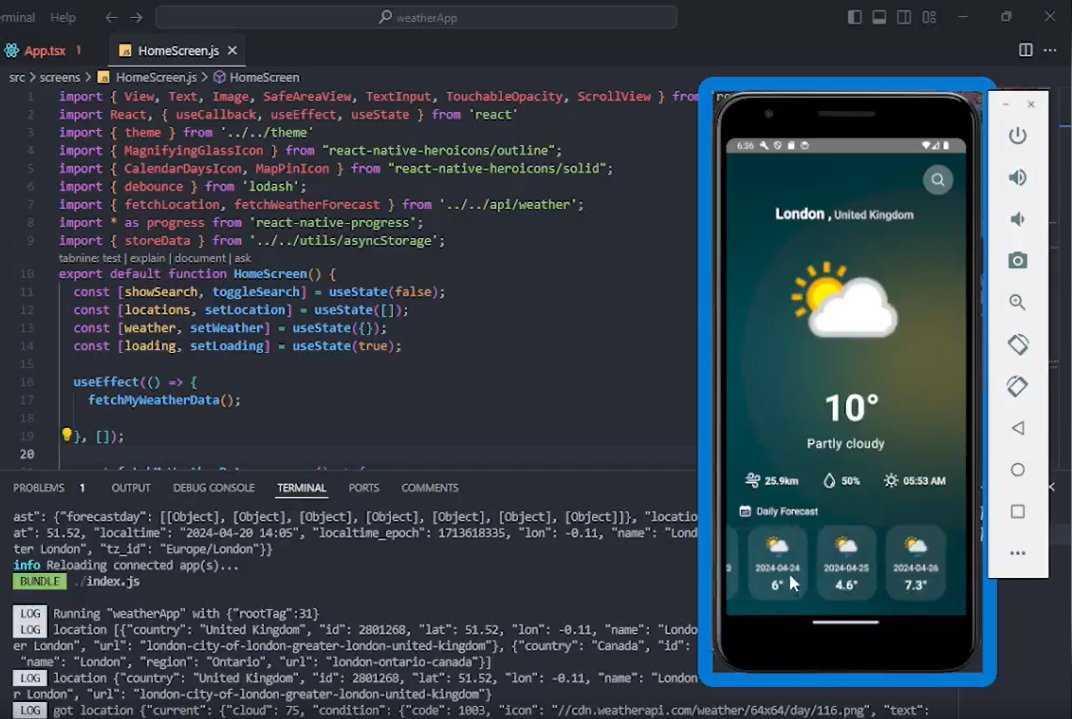 rminal Help
weatherApp
App.tsx 1
HomeScreen.js
src > screens > HomeScreen.js > HomeScreen
1 import { View, Text, Image, SafeAreaView, TextInput, TouchableOpacity, ScrollView } from
2 import React, { useCallback, useEffect, useState } from 'react'
3 import { theme } from '../../theme'
4 import { MagnifyingGlassIcon } from "react-native-heroicons/outline";
5 import { CalendarDaysIcon, MapPinIcon } from "react-native-heroicons/solid";
6 import { debounce } from 'lodash';
7 import { fetchLocation, fetchWeatherForecast } from '../../api/weather';
8 import * as progress from 'react-native-progress';
9 import { storeData } from '../../utils/asyncStorage';
tabnine: test | explain | document | ask
10 export default function HomeScreen() {
11 const [showSearch, toggleSearch] = useState(false);
12 const [locations, setLocation] = useState([]);
13 const [weather, setWeather] = useState({});
14 const [loading, setLoading] = useState(true);
15
16 useEffect(() => {
17 fetchMyWeatherData();
18
19 }, []);
20
PROBLEMS 1 OUTPUT DEBUG CONSOLE TERMINAL PORTS COMMENTS
ast": {"forecastday": [[Object], [Object], [Object], [Object], [Object], [Object], [Object]]}, "locatio
at": 51.52, "localtime": "2024-04-20 14:05", "localtime_epoch": 1713618335, "lon": -0.11, "name": "Lond
ter London", "tz_id": "Europe/London"}}
info Reloading connected app(s)...
BUNDLE ./index.js
LOG Running "weatherApp" with {"rootTag":31}
LOG location [{"country": "United Kingdom", "id": 2801268, "lat": 51.52, "lon": -0.11, "name": "Londo
er London", "url": "london-city-of-london-greater-london-united-kingdom"}, {"country": "Canada", "id":
"name": "London", "region": "Ontario", "url": "london-ontario-canada"}]
LOG location {"country": "United Kingdom", "id": 2801268, "lat": 51.52, "lon": -0.11, "name": "London
r London", "url": "london-city-of-london-greater-london-united-kingdom"}
LOG got location {"current": {"cloud": 75, "condition": {"code": 1003, "icon": "//cdn.weatherapi.com/weather/64x64/day/116.png", "text":
6:36
London , United Kingdom
10°
Partly cloudy
25.9km 50% 05:53 AM
Daily Forecast
3 2024-04-24 2024-04-25 2024-04-26
6° 4.6° 7.3°